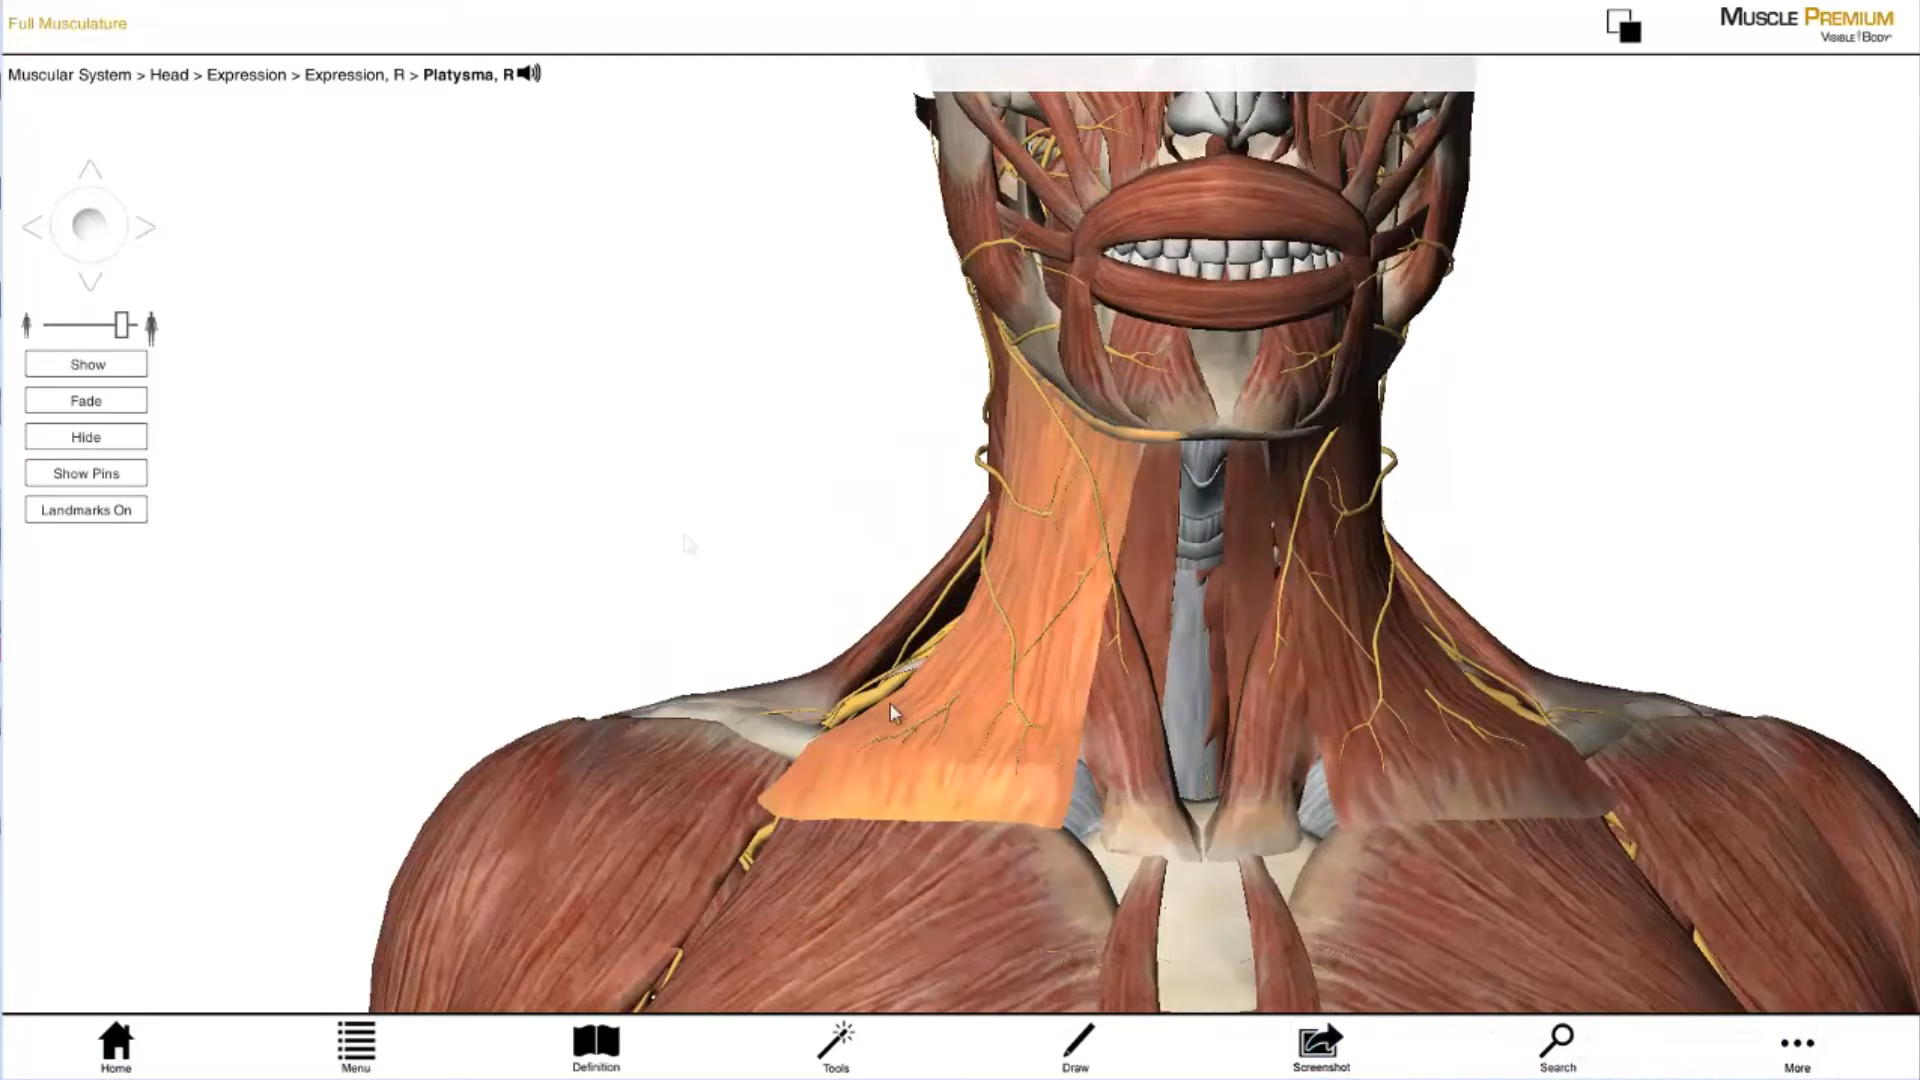 Full Musculature
MUSCLE PREMIUM
VISIBLE BODY
Muscular System > Head > Expression > Expression, R > Platysma, R
Show
Fade
Hide
Show Pins
Landmarks On
Home
Menu
Definition
Tools
Draw
Screenshot
Search
More